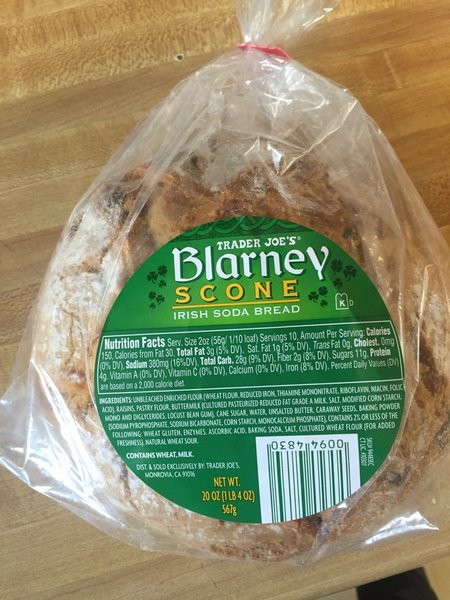 TRADER JOE'S®
Blarney
SCONE
IRISH SODA BREAD
K D
Nutrition Facts Serv. Size 2oz (56g/ 1/10 loaf) Servings 10, Amount Per Serving: Calories
150, Calories from Fat 30, Total Fat 3g (5% DV), Sat. Fat 1g (5% DV), Trans Fat 0g, Cholest. 0mg
(0% DV), Sodium 380mg (16% DV), Total Carb. 28g (9% DV), Fiber 2g (8% DV), Sugars 11g, Protein
4g, Vitamin A (0% DV), Vitamin C (0% DV), Calcium (0% DV), Iron (8% DV), Percent Daily Values (DV)
are based on a 2,000 calorie diet.
INGREDIENTS: UNBLEACHED ENRICHED FLOUR (WHEAT FLOUR, REDUCED IRON, THIAMINE MONONITRATE, RIBOFLAVIN, NIACIN, FOLIC
ACID), RAISINS, PASTRY FLOUR, BUTTERMILK (CULTURED PASTEURIZED REDUCED FAT GRADE A MILK, SALT, MODIFIED CORN STARCH,
MONO AND DIGLYCERIDES, LOCUST BEAN GUM), CANE SUGAR, WATER, UNSALTED BUTTER, CARAWAY SEEDS, BAKING POWDER
(SODIUM PYROPHOSPHATE, SODIUM BICARBONATE, CORN STARCH, MONOCALCIUM PHOSPHATE), CONTAINS 2% OR LESS OF THE
FOLLOWING: WHEAT GLUTEN, ENZYMES, ASCORBIC ACID, BAKING SODA, SALT, CULTURED WHEAT FLOUR (FOR ADDED
FRESHNESS), NATURAL WHEAT SOUR.
CONTAINS WHEAT, MILK.
DIST. & SOLD EXCLUSIVELY BY: TRADER JOE'S,
MONROVIA, CA 91016
NET WT.
20 OZ (1 LB 4 OZ)
567g
0094 4830